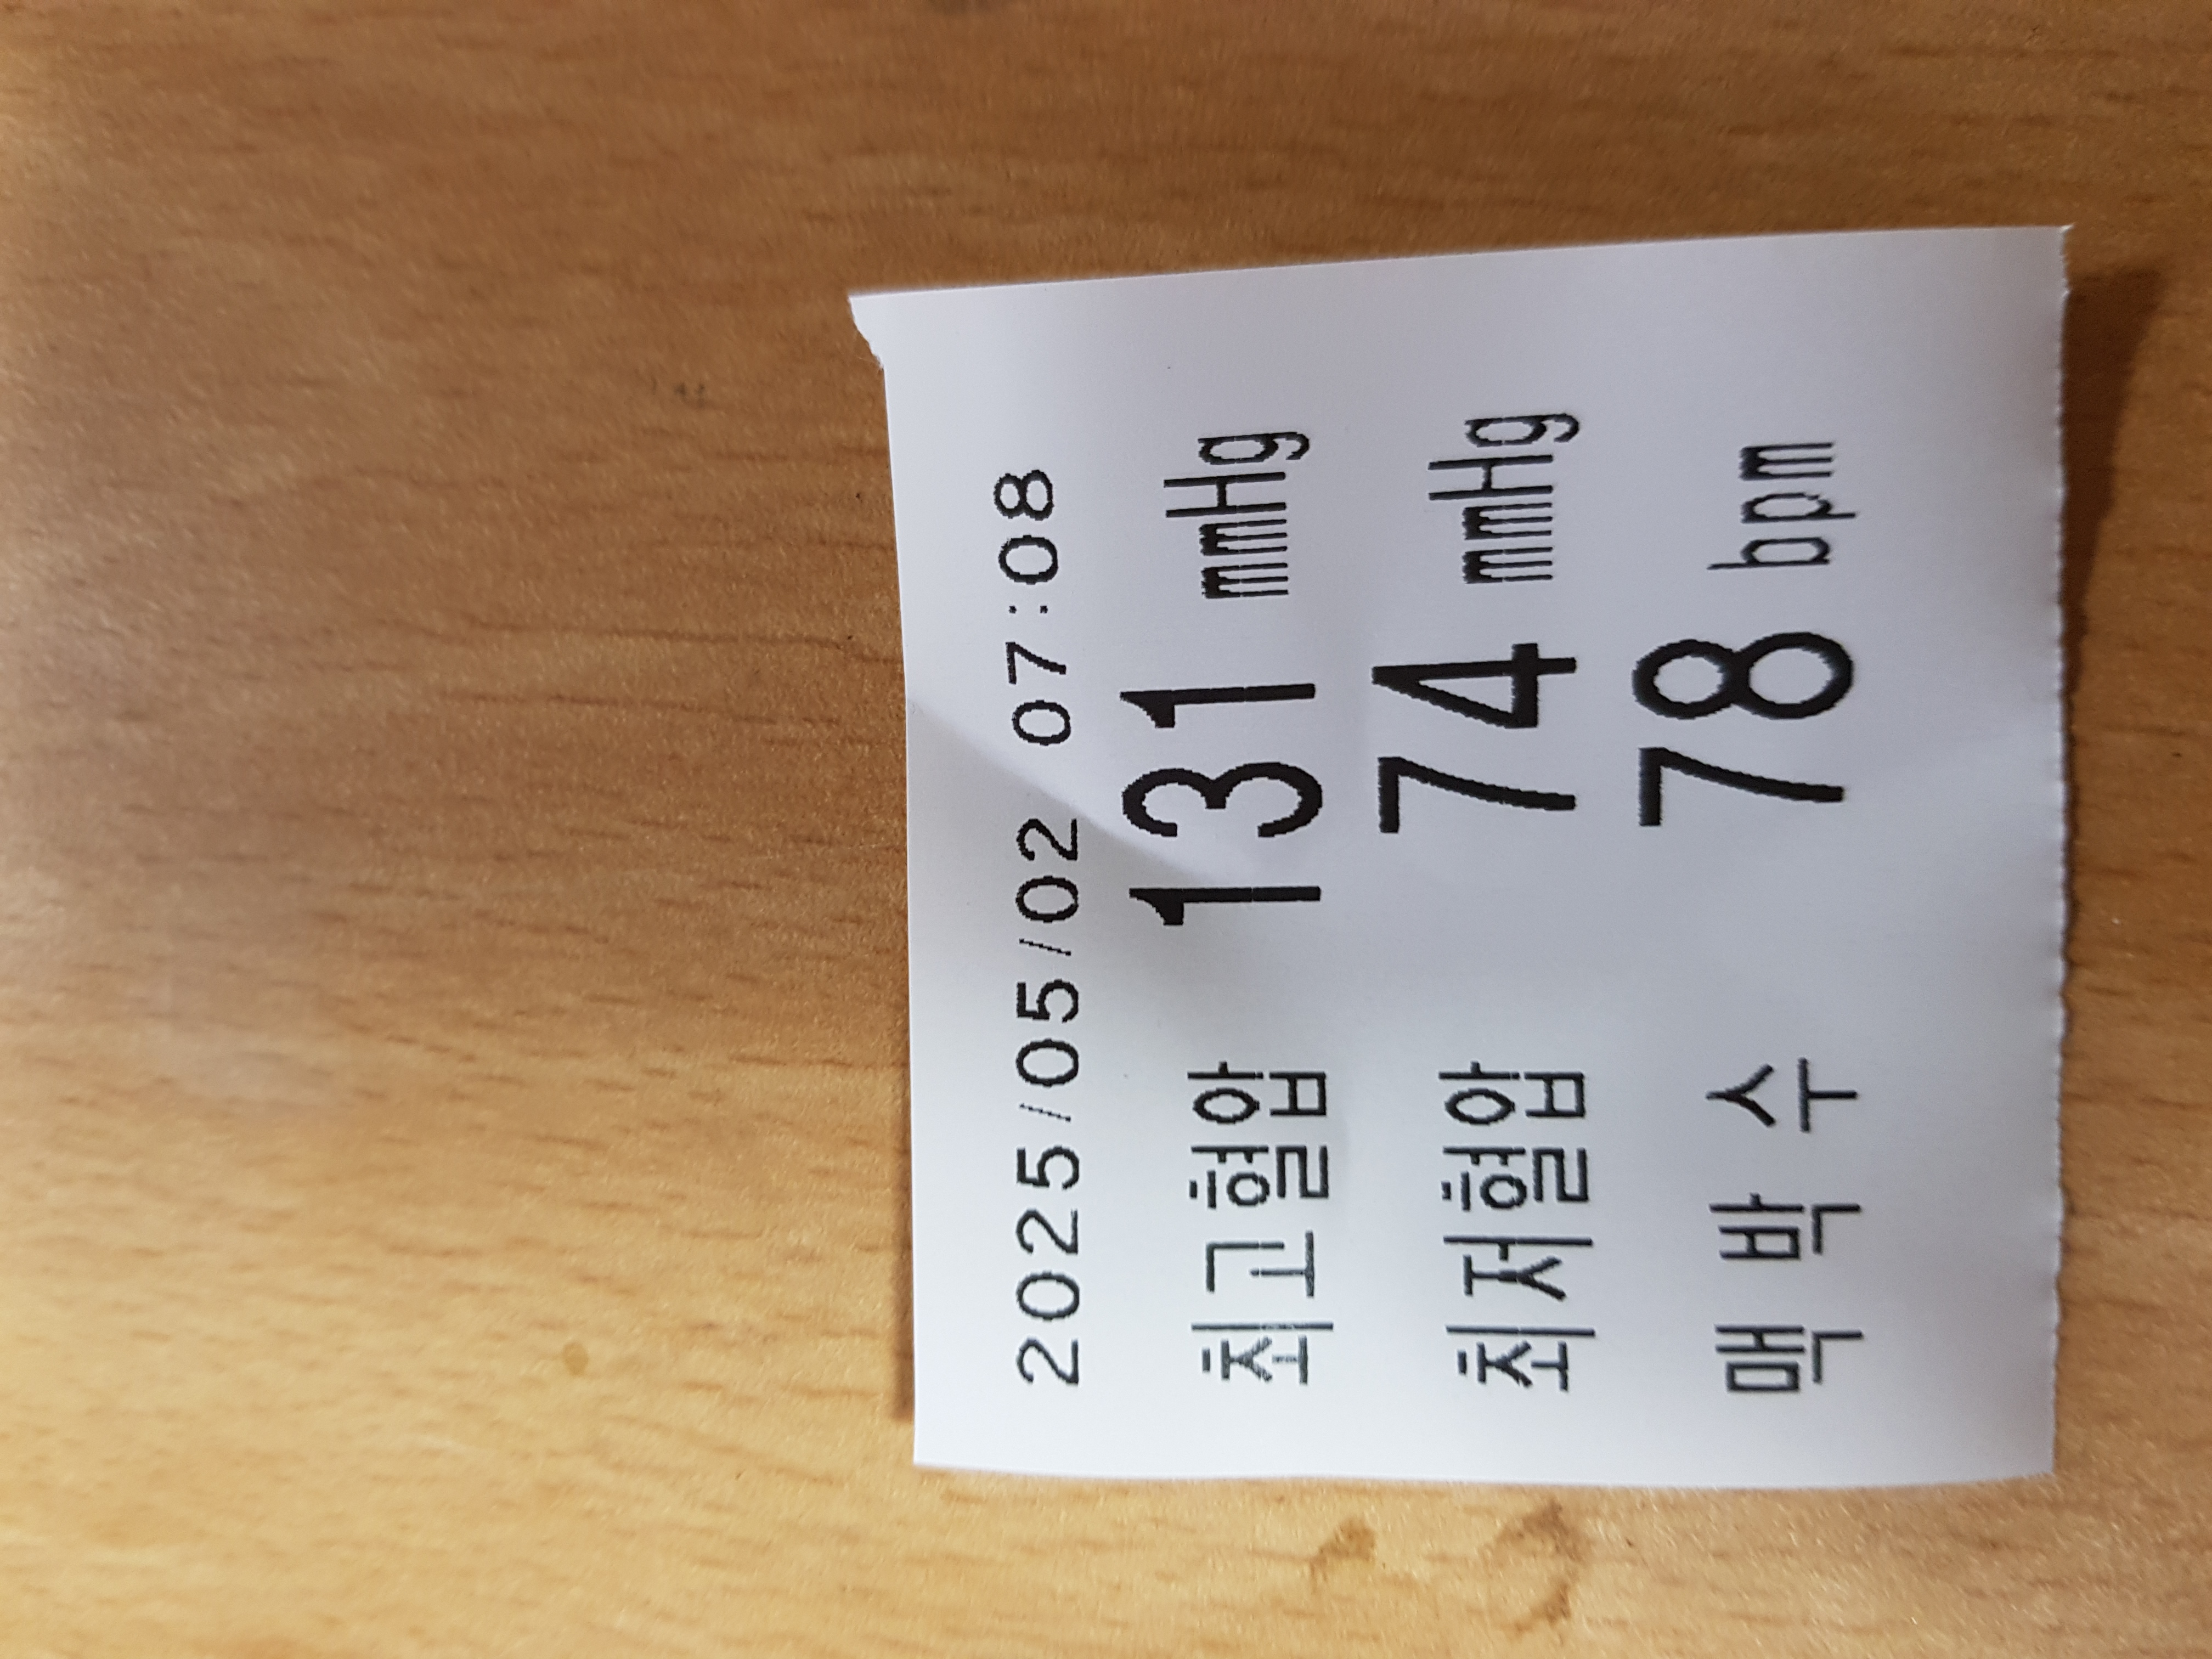 2025/05/02 07:08
최고혈압 131 mmHg
최저혈압 74 mmHg
맥 박 수 78 bpm